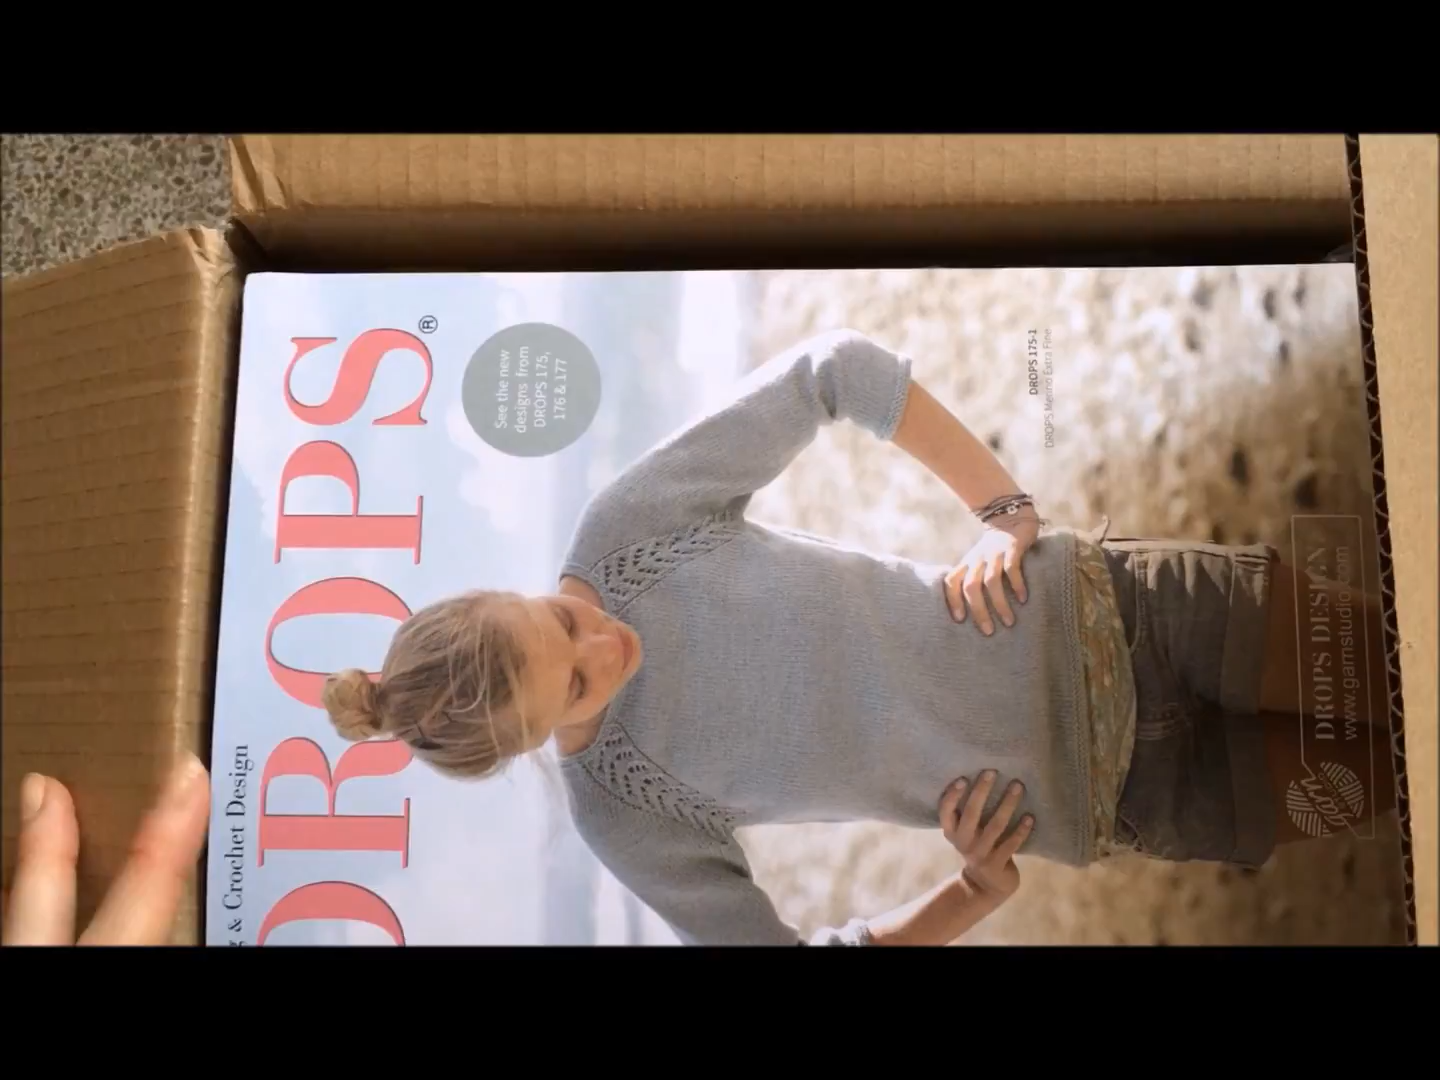 g & Crochet Design
DROPS®
See the new
designs from
DROPS 175,
176 & 177
DROPS 175-1
DROPS Merino Extra Fine
garn
DROPS DESIGN
www.garnstudio.com